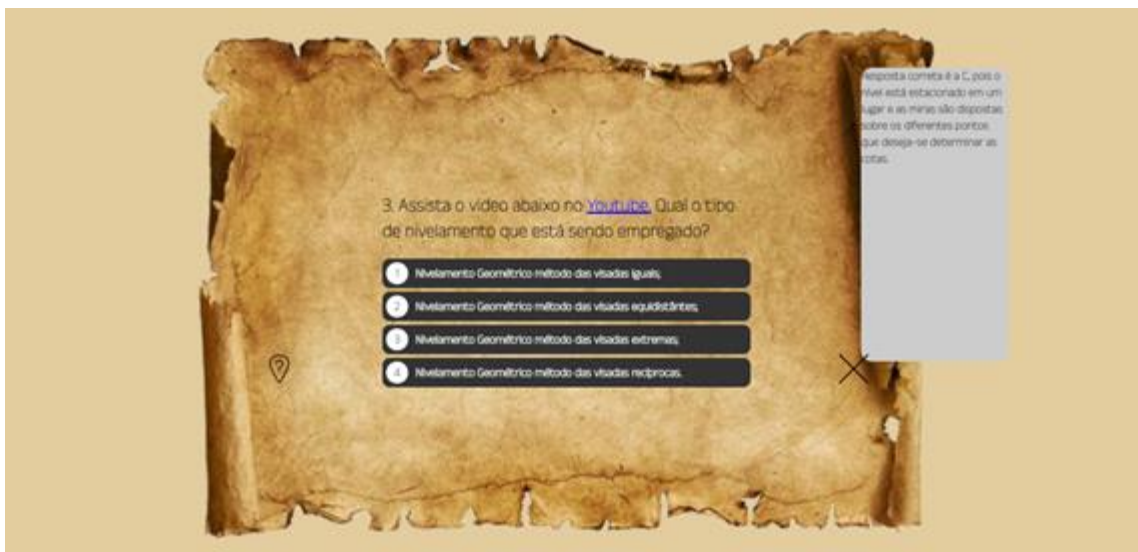 3. Assista o video abaixo no Youtube. Qual o tipo
de nivelamento que está sendo empregado?
1 Nivelamento Geométrico método das visadas iguais;
2 Nivelamento Geométrico método das visadas equidistântes;
3 Nivelamento Geométrico método das visadas extremas;
4 Nivelamento Geométrico método das visadas recíprocas.
?
resposta correta é a C, pois o
nível está estacionado em um
lugar e as miras são dispostas
sobre os diferentes pontos
que deseja-se determinar as
cotas.